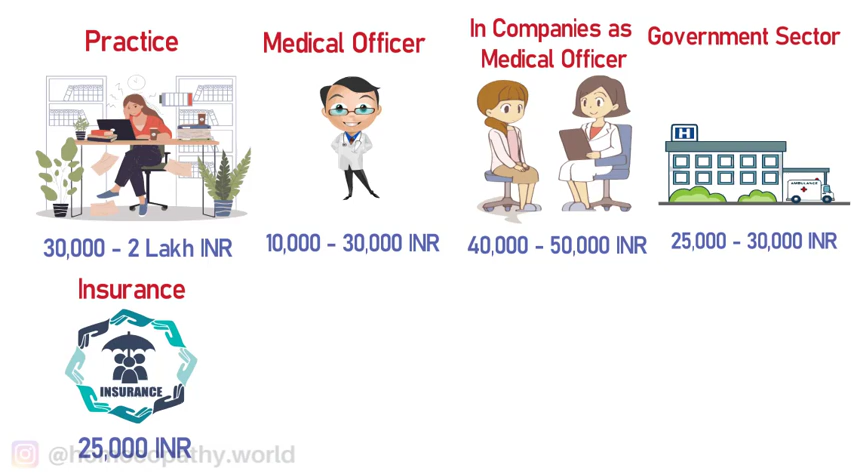 Practice
Medical Officer
In Companies as
Medical Officer
Government Sector
H
AMBULANCE
30,000 - 2 Lakh INR
10,000 - 30,000 INR
40,000 - 50,000 INR
25,000 - 30,000 INR
Insurance
INSURANCE
25,000 INR
@homoeopathy.world